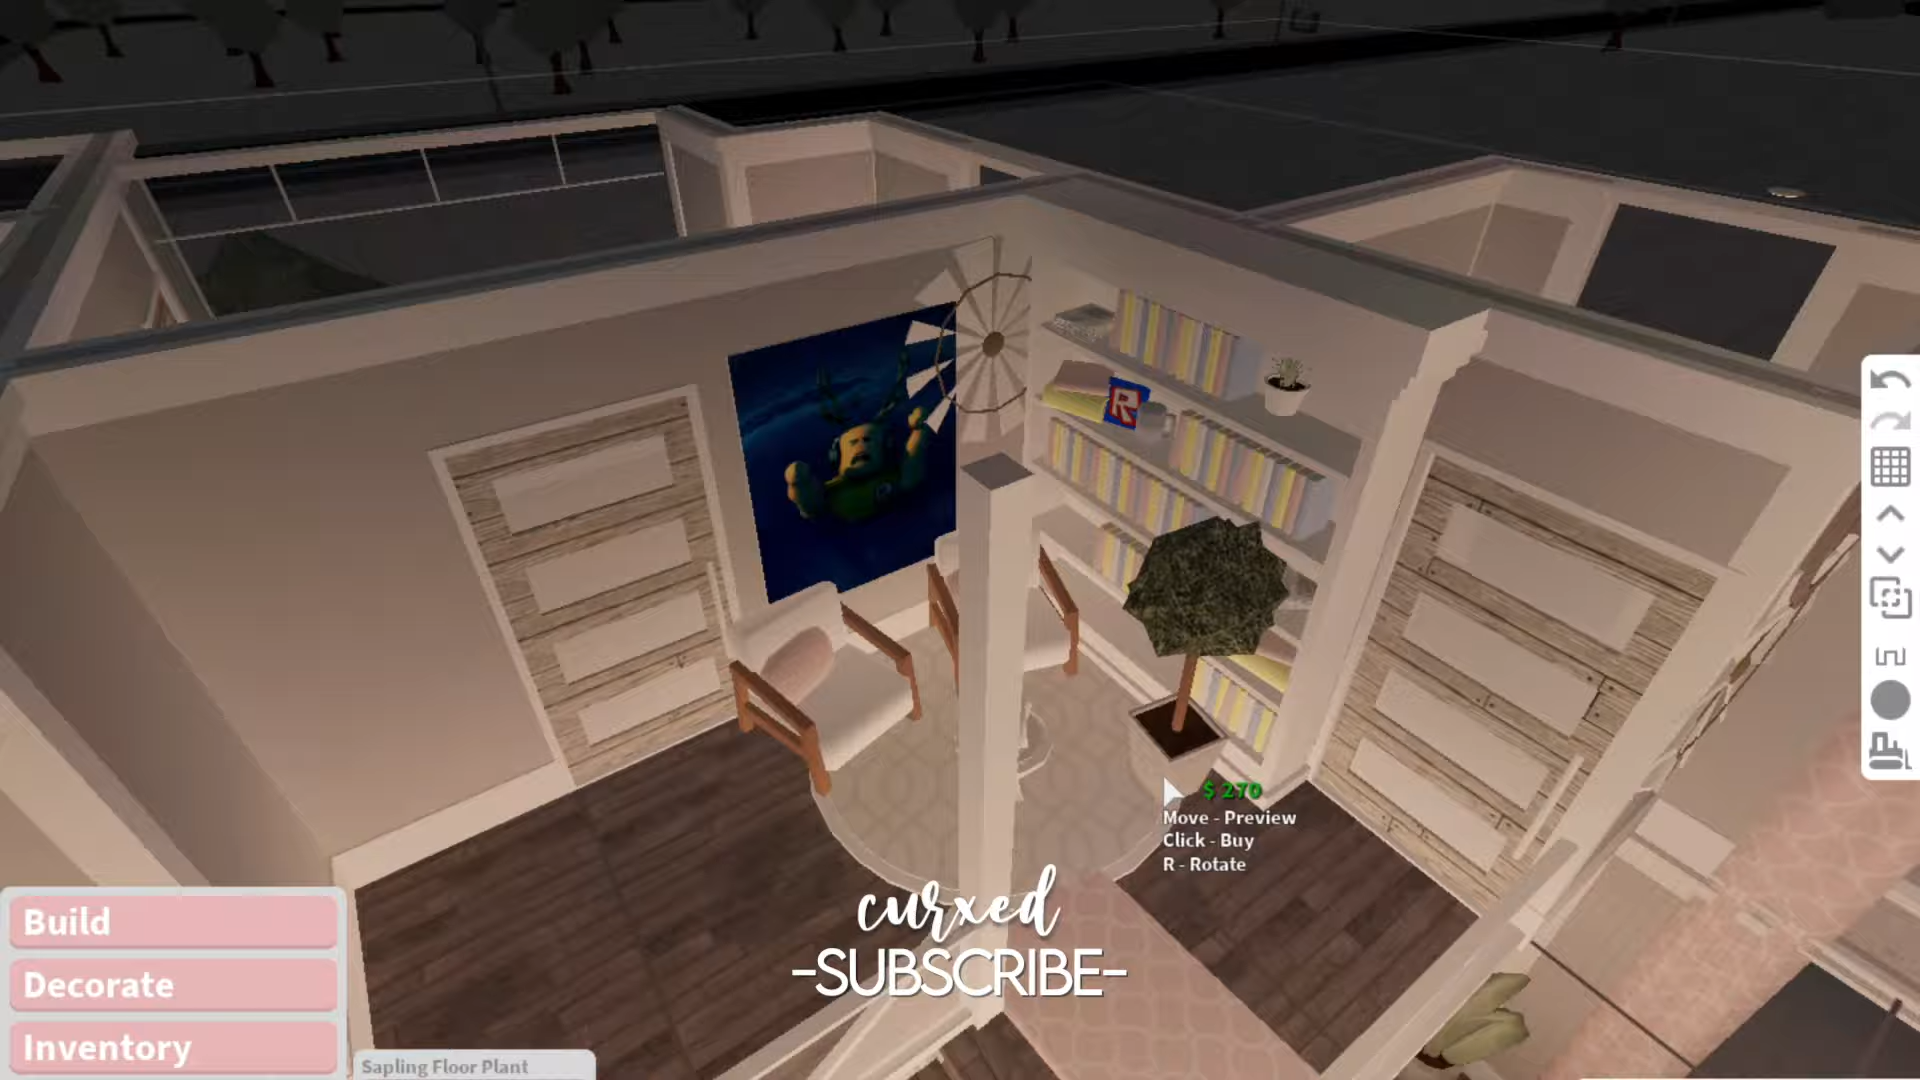 R
$ 270
Move - Preview
Click - Buy
R - Rotate
curxed
-SUBSCRIBE-
Build
Decorate
Inventory
Sapling Floor Plant